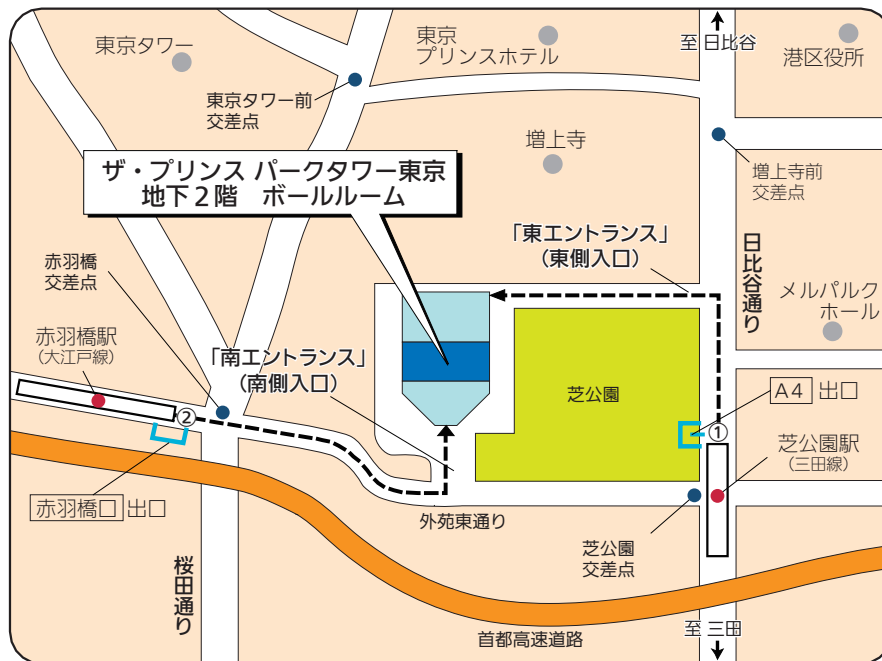 東京タワー
東京
プリンスホテル
至 日比谷
港区役所
東京タワー前
交差点
増上寺
増上寺前
交差点
ザ・プリンス パークタワー東京
地下2階　ボールルーム
「東エントランス」
（東側入口）
日比谷通り
赤羽橋
交差点
メルパルク
ホール
赤羽橋駅
（大江戸線）
「南エントランス」
（南側入口）
芝公園
A4 出口
②
①
芝公園駅
（三田線）
赤羽橋口 出口
外苑東通り
芝公園
交差点
桜田通り
首都高速道路
至 三田